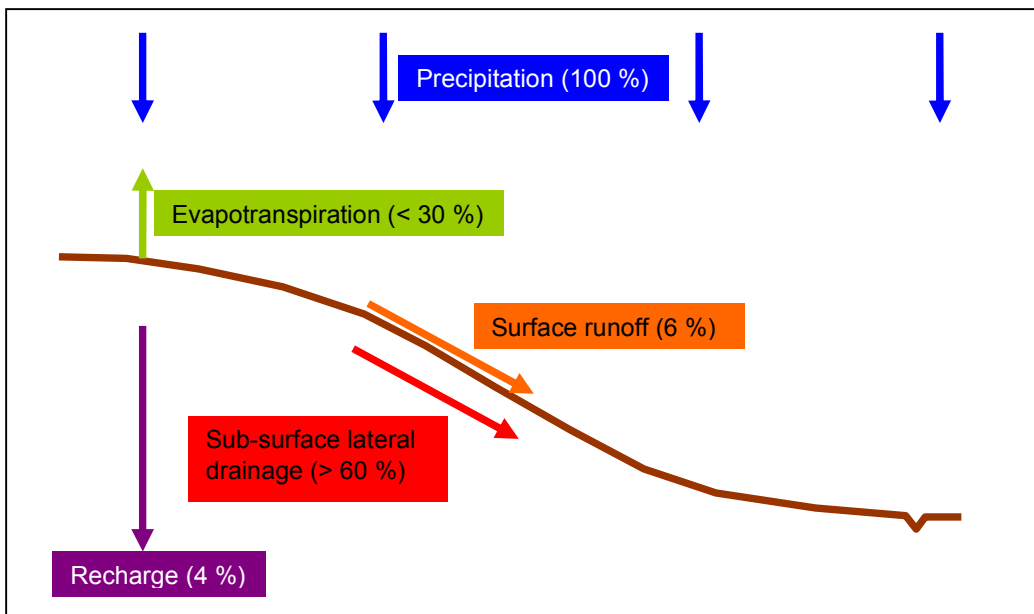 Precipitation (100 %)
Evapotranspiration (< 30 %)
Surface runoff (6 %)
Sub-surface lateral
drainage (> 60 %)
Recharge (4 %)